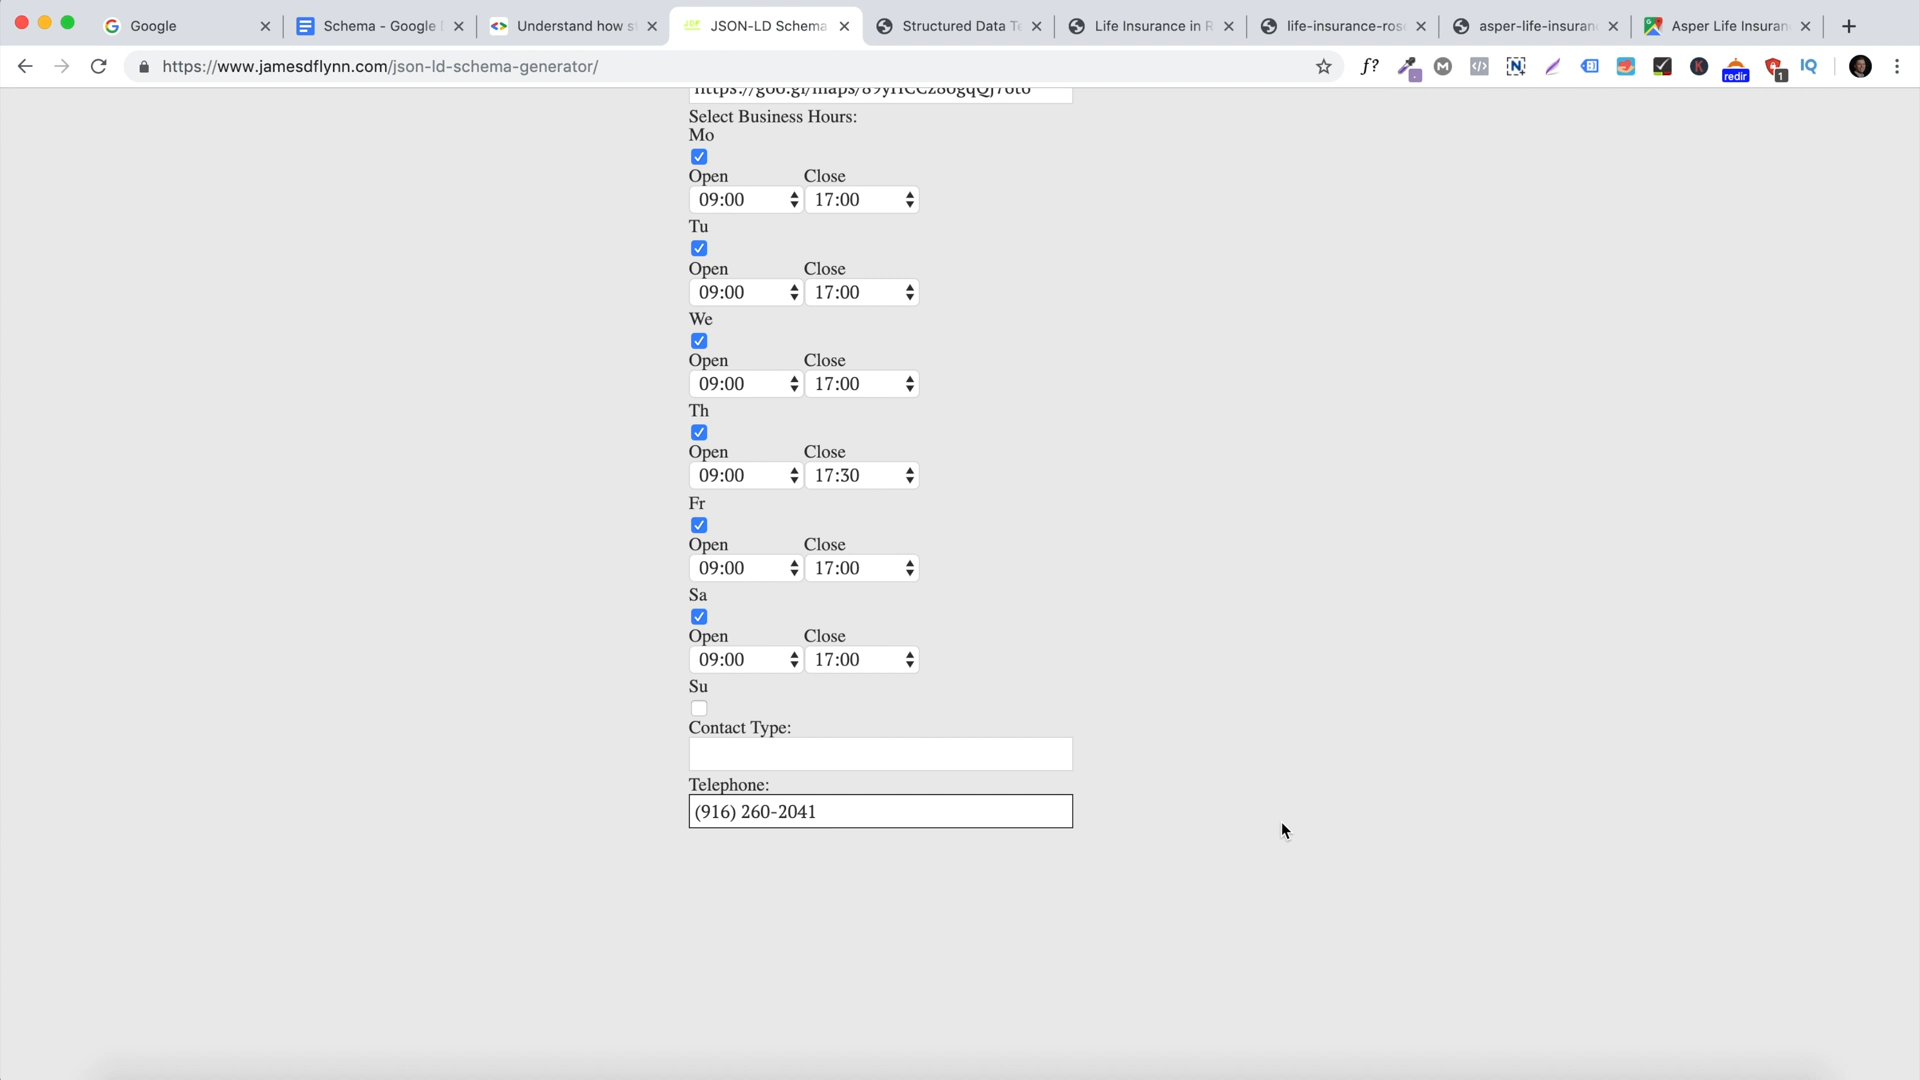 Google
Schema - Google
Understand how s
JSON-LD Schema
Structured Data T
Life Insurance in R
life-insurance-rose
asper-life-insuran
Asper Life Insuran
https://www.jamesdflynn.com/json-ld-schema-generator/
f?
redir
1
IQ
Select Business Hours:
Mo
Open Close
09:00 17:00
Tu
Open Close
09:00 17:00
We
Open Close
09:00 17:00
Th
Open Close
09:00 17:30
Fr
Open Close
09:00 17:00
Sa
Open Close
09:00 17:00
Su
Contact Type:
Telephone:
(916) 260-2041